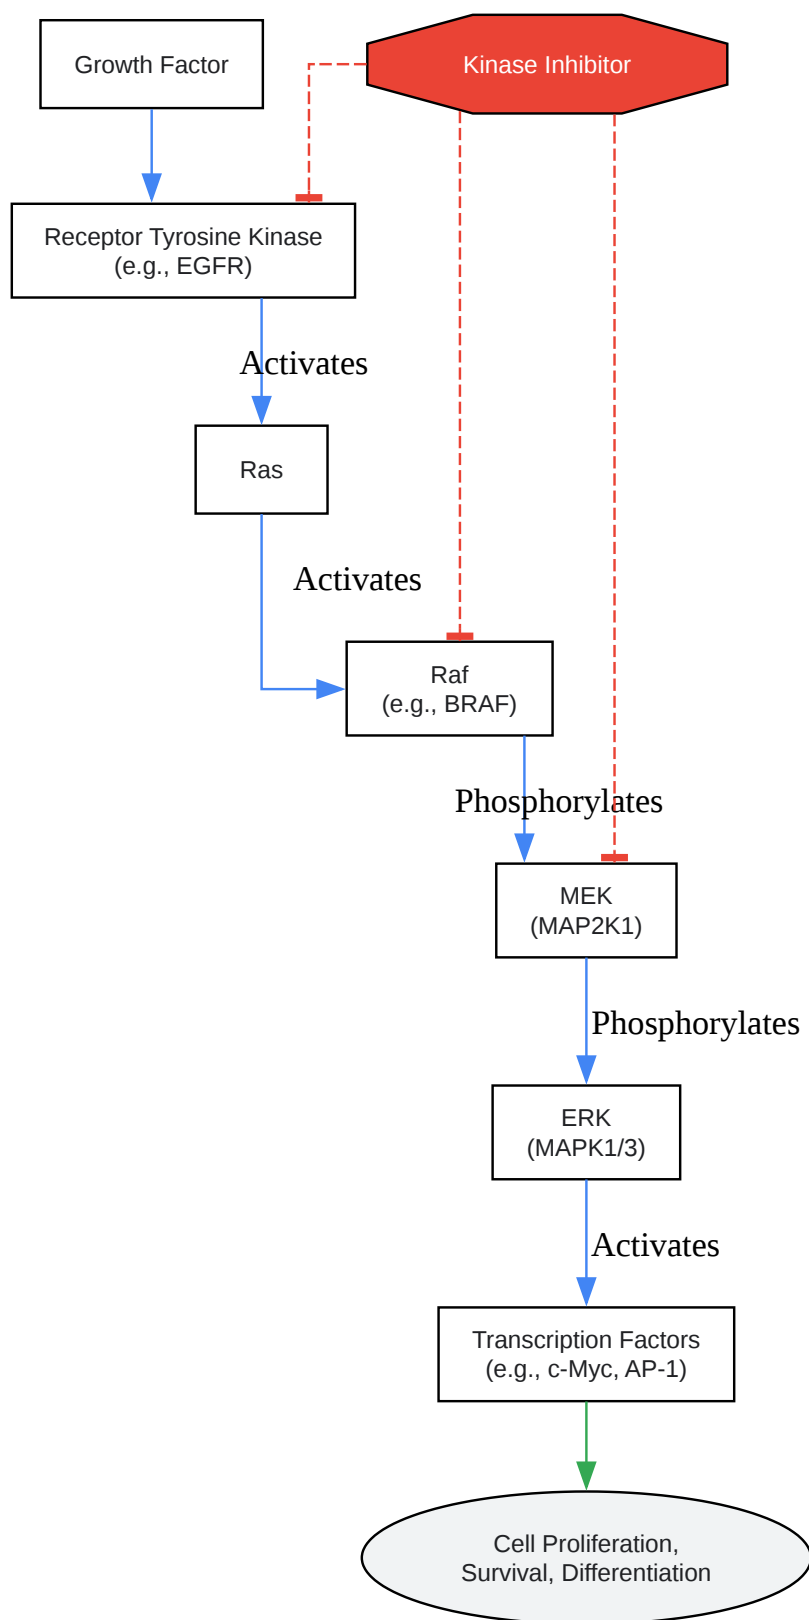 Growth Factor
Kinase Inhibitor
Receptor Tyrosine Kinase
(e.g., EGFR)
Activates
Ras
Activates
Raf
(e.g., BRAF)
Phosphorylates
MEK
(MAP2K1)
Phosphorylates
ERK
(MAPK1/3)
Activates
Transcription Factors
(e.g., c-Myc, AP-1)
Cell Proliferation,
Survival, Differentiation